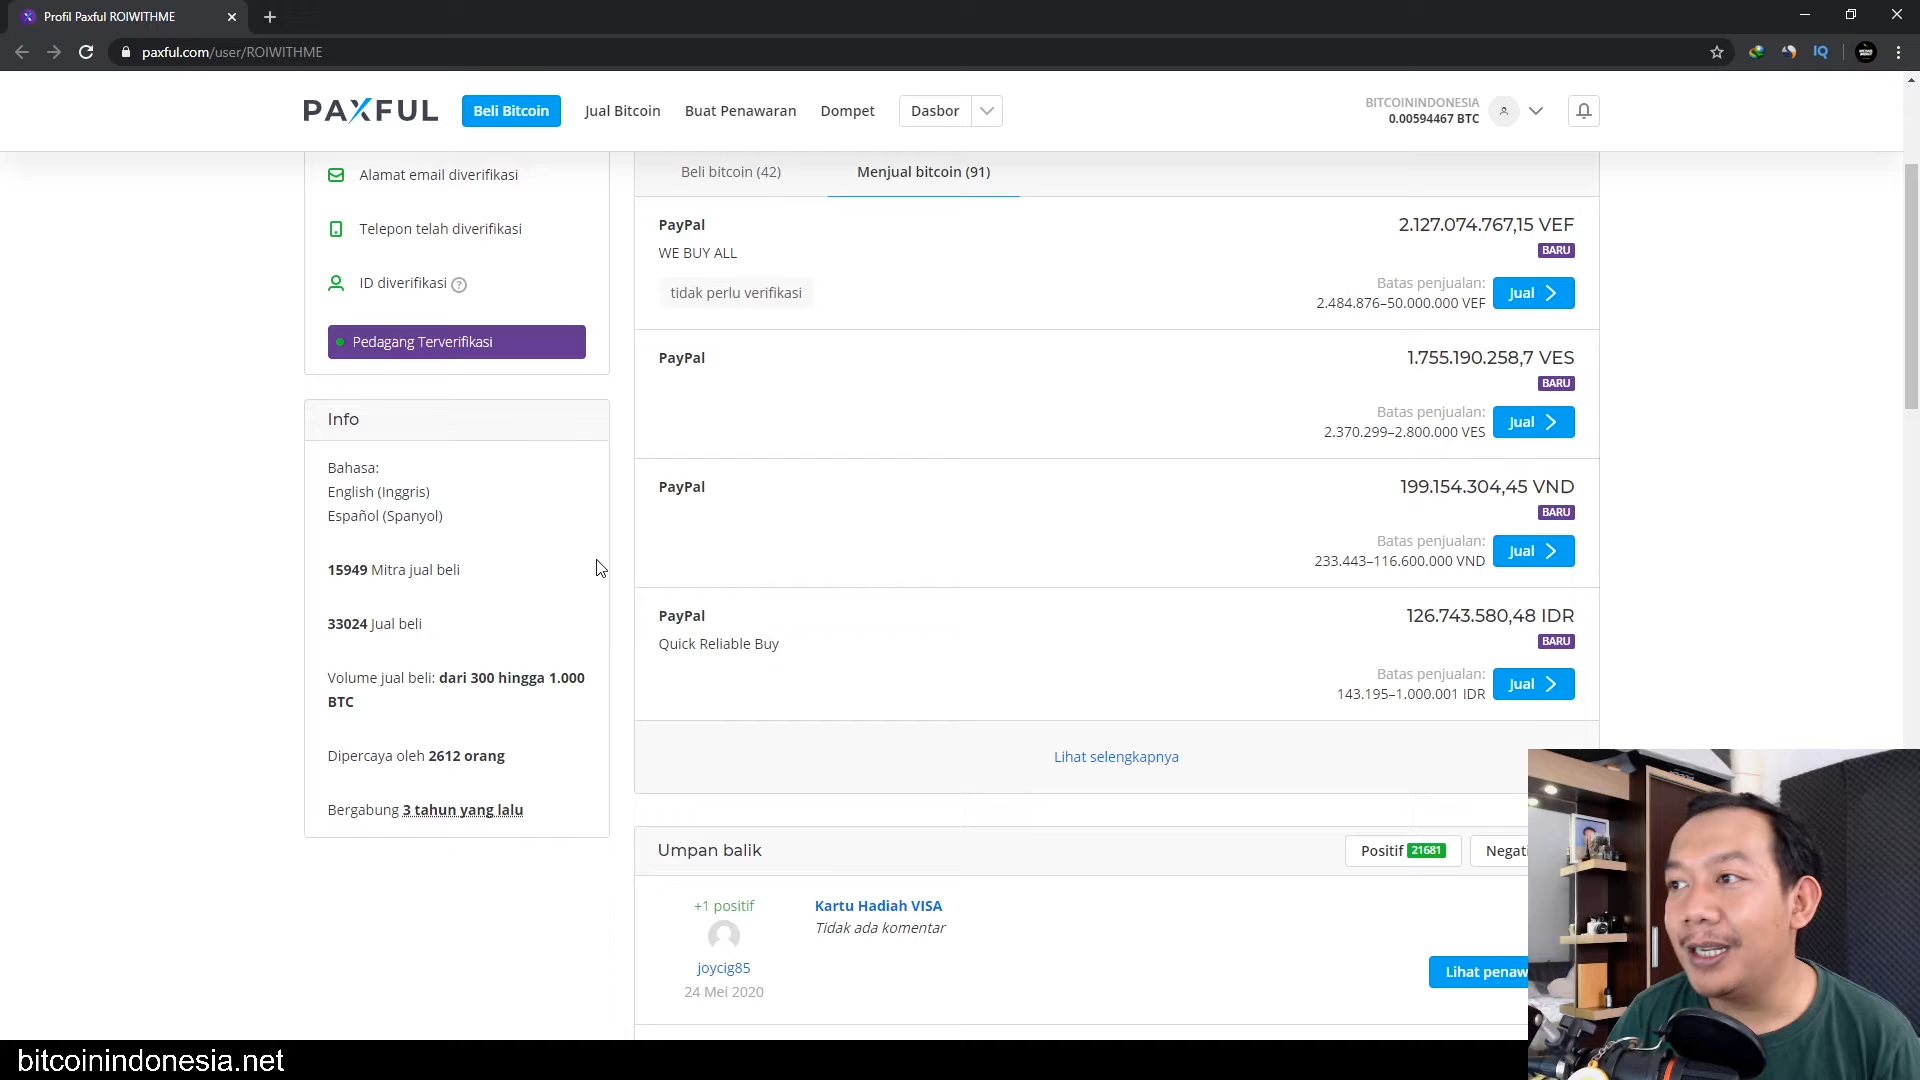 Profil Paxful ROIWITHME
paxful.com/user/ROIWITHME
IQ
PAXFUL
Beli Bitcoin
Jual Bitcoin
Buat Penawaran
Dompet
Dasbor
BITCOININDONESIA
0.00594467 BTC
Alamat email diverifikasi
Telepon telah diverifikasi
ID diverifikasi ?
Pedagang Terverifikasi
Info
Bahasa:
English (Inggris)
Español (Spanyol)
15949 Mitra jual beli
33024 Jual beli
Volume jual beli: dari 300 hingga 1.000
BTC
Dipercaya oleh 2612 orang
Bergabung 3 tahun yang lalu
Beli bitcoin (42)
Menjual bitcoin (91)
PayPal
2.127.074.767,15 VEF
WE BUY ALL
BARU
tidak perlu verifikasi
Batas penjualan:
2.484.876–50.000.000 VEF
Jual
PayPal
1.755.190.258,7 VES
BARU
Batas penjualan:
2.370.299–2.800.000 VES
Jual
PayPal
199.154.304,45 VND
BARU
Batas penjualan:
233.443–116.600.000 VND
Jual
PayPal
126.743.580,48 IDR
Quick Reliable Buy
BARU
Batas penjualan:
143.195–1.000.001 IDR
Jual
Lihat selengkapnya
Umpan balik
Positif 21681
Negati
+1 positif
Kartu Hadiah VISA
Tidak ada komentar
joycig85
24 Mei 2020
Lihat penaw
bitcoinindonesia.net